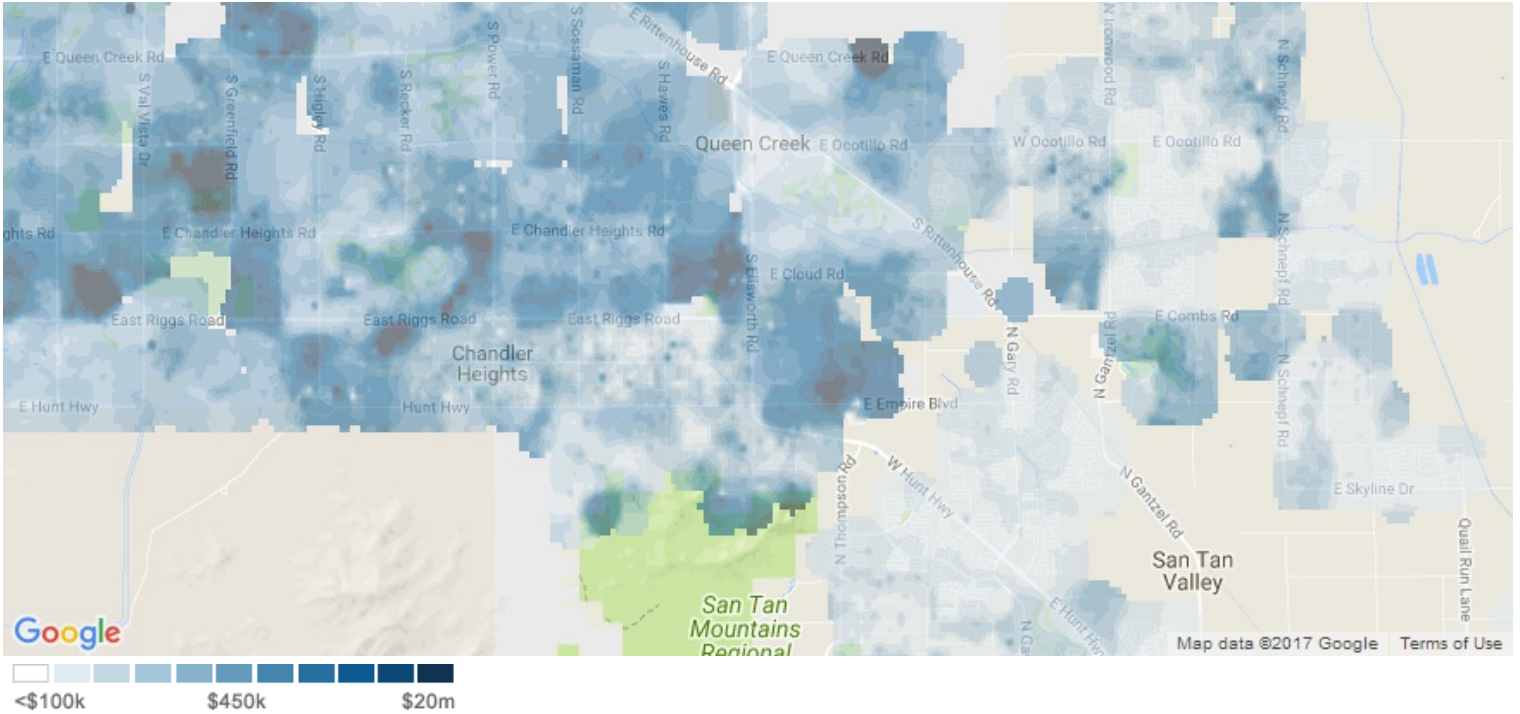 E Rittenhouse Rd
N Ironwood Rd
E Queen Creek Rd
S Val Vista Dr
S Greenfield Rd
S Higley Rd
S Recker Rd
S Power Rd
S Sossaman Rd
S Hawes Rd
E Queen Creek Rd
N Schnepf Rd
Queen Creek
E Ocotillo Rd
W Ocotillo Rd
E Ocotillo Rd
ghts Rd
E Chandler Heights Rd
E Chandler Heights Rd
S Rittenhouse Rd
N Schnepf Rd
S Ellsworth Rd
E Cloud Rd
East Riggs Road
East Riggs Road
East Riggs Road
E Combs Rd
Chandler
Heights
N Gary Rd
N Gantzel Rd
N Schnepf Rd
E Hunt Hwy
Hunt Hwy
E Empire Blvd
N Thompson Rd
W Hunt Hwy
N Gantzel Rd
E Skyline Dr
Quail Run Lane
San Tan
Valley
San Tan
Mountains
Regional
E Hunt Hwy
N Ga
Google
Map data ©2017 Google
Terms of Use
<$100k
$450k
$20m